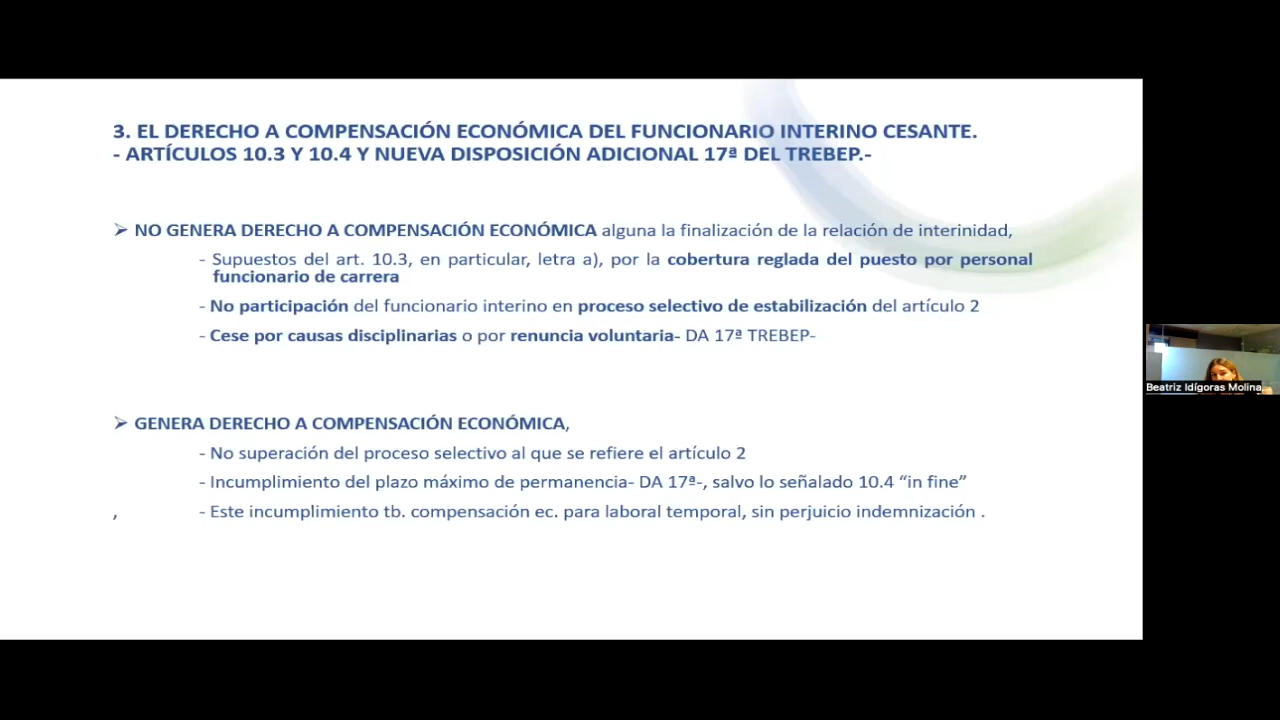 3. EL DERECHO A COMPENSACIÓN ECONÓMICA DEL FUNCIONARIO INTERINO CESANTE.
- ARTÍCULOS 10.3 Y 10.4 Y NUEVA DISPOSICIÓN ADICIONAL 17ª DEL TREBEP.-
➢ NO GENERA DERECHO A COMPENSACIÓN ECONÓMICA alguna la finalización de la relación de interinidad,
- Supuestos del art. 10.3, en particular, letra a), por la cobertura reglada del puesto por personal
funcionario de carrera
- No participación del funcionario interino en proceso selectivo de estabilización del artículo 2
- Cese por causas disciplinarias o por renuncia voluntaria- DA 17ª TREBEP-
➢ GENERA DERECHO A COMPENSACIÓN ECONÓMICA,
- No superación del proceso selectivo al que se refiere el artículo 2
- Incumplimiento del plazo máximo de permanencia- DA 17ª-, salvo lo señalado 10.4 “in fine”
, - Este incumplimiento tb. compensación ec. para laboral temporal, sin perjuicio indemnización .
Beatriz Idígoras Molina